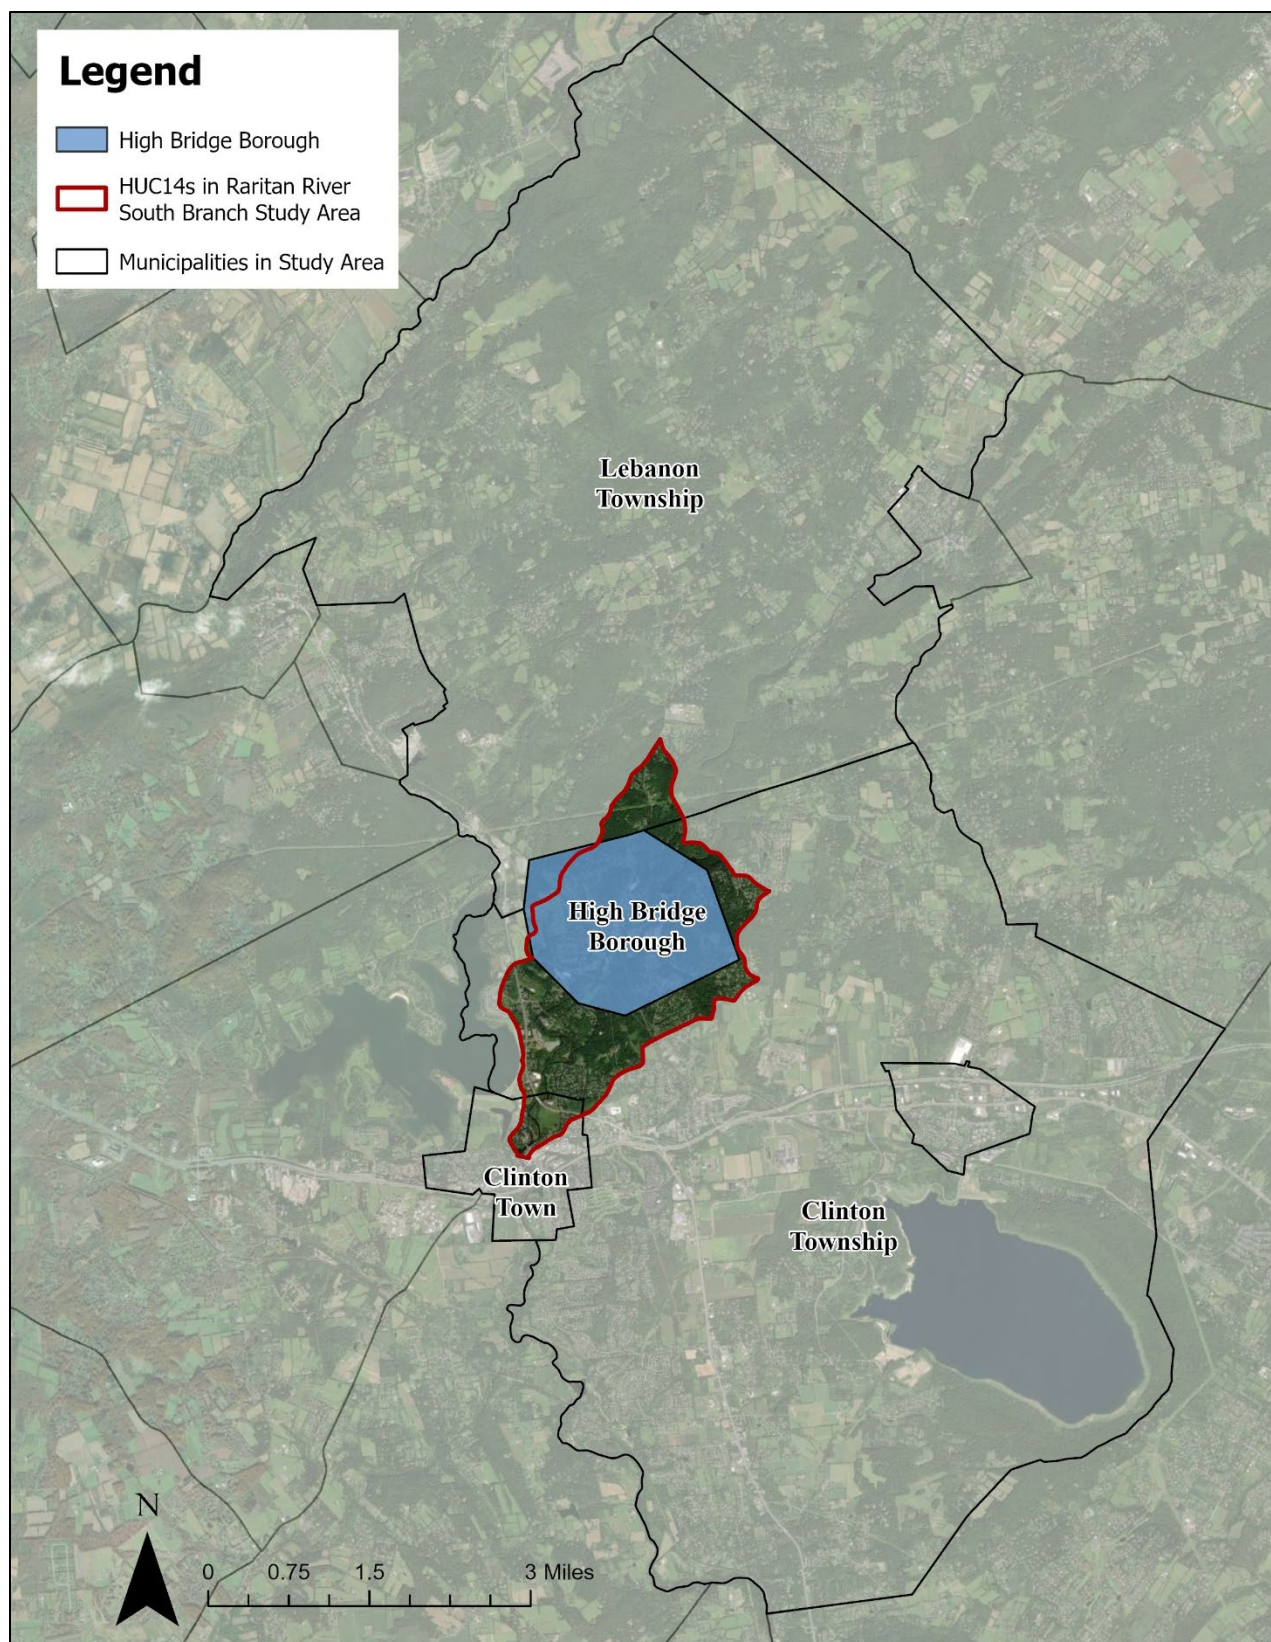 Legend
High Bridge Borough
HUC14s in Raritan River
South Branch Study Area
Municipalities in Study Area
Lebanon
Township
High Bridge
Borough
Clinton
Town
Clinton
Township
N
0 0.75 1.5 3 Miles